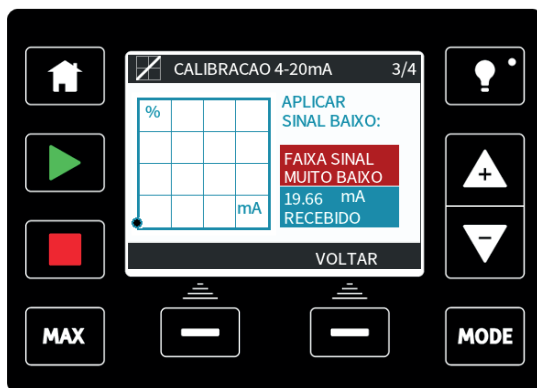 CALIBRACAO 4-20mA 3/4
%
mA
APLICAR
SINAL BAIXO:
FAIXA SINAL
MUITO BAIXO
19.66 mA
RECEBIDO
VOLTAR
+
-
MAX
MODE